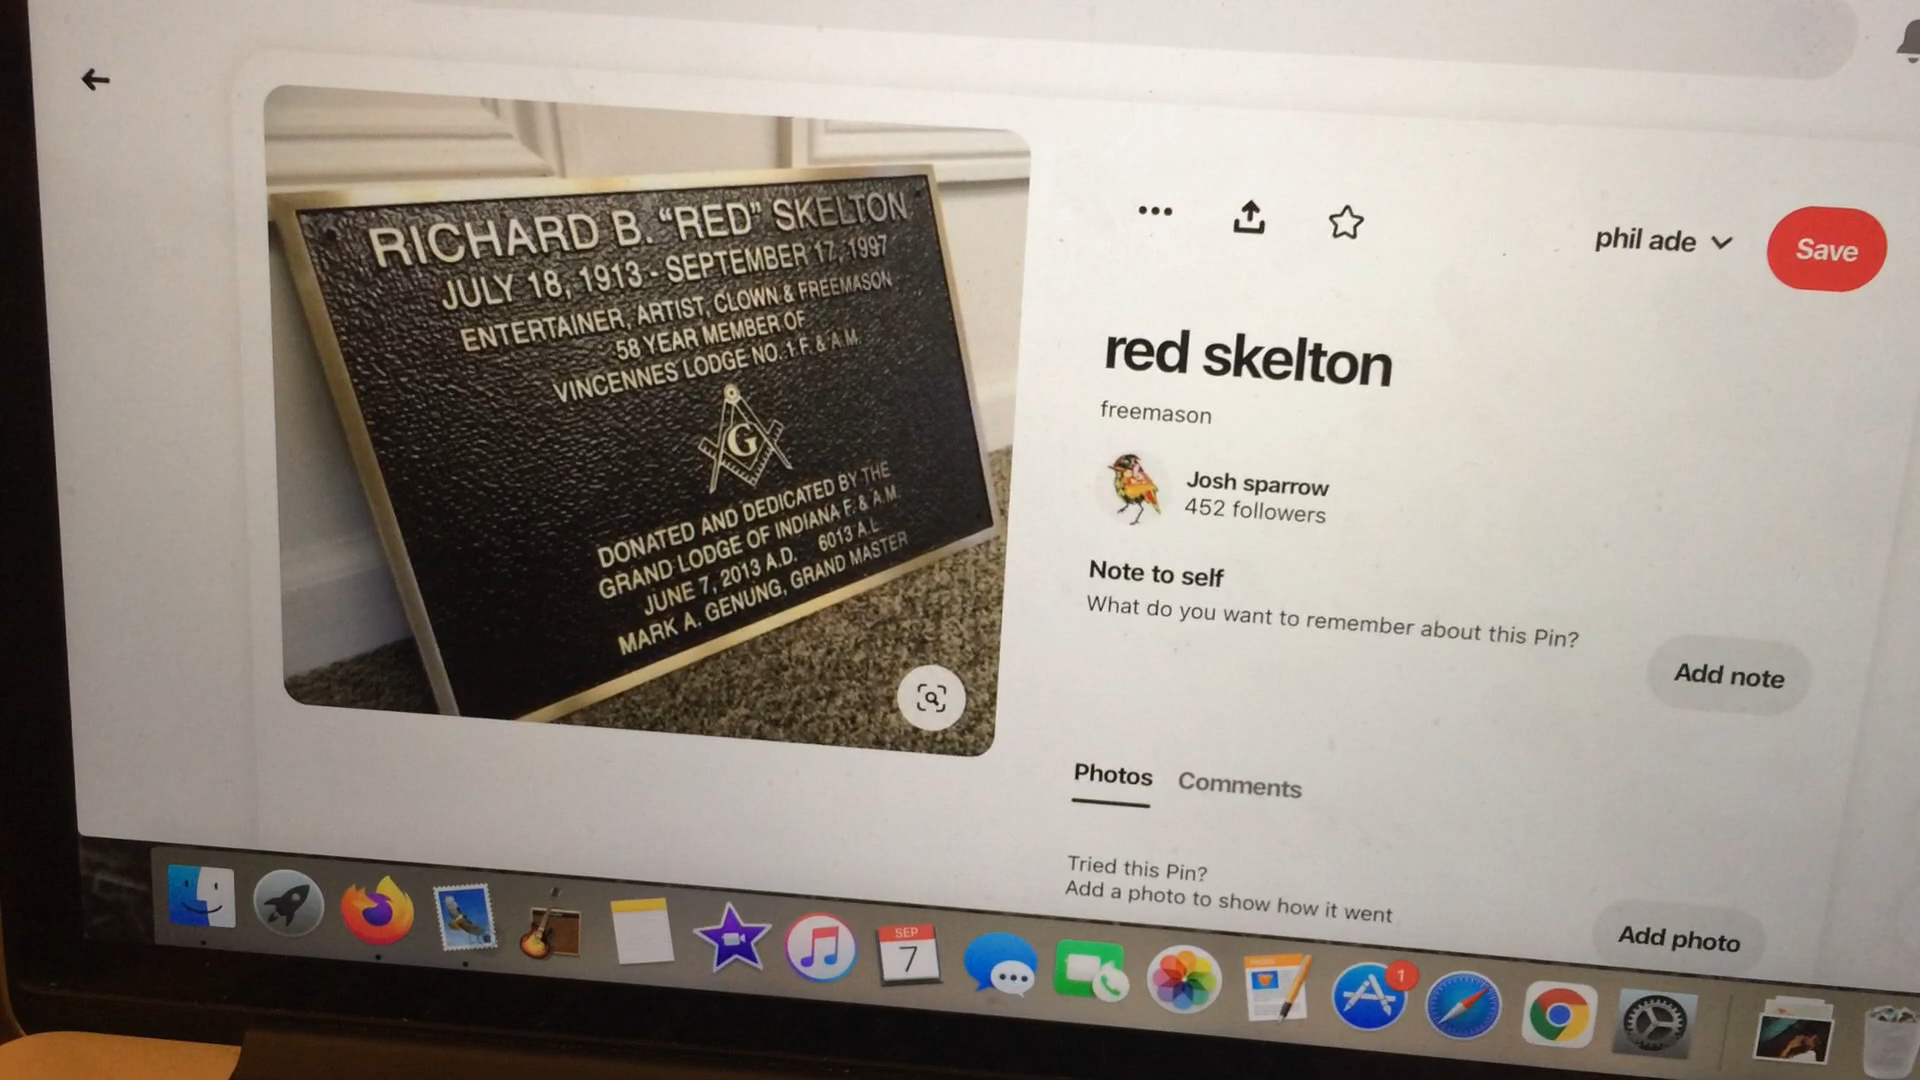 RICHARD B. “RED” SKELTON
JULY 18, 1913 - SEPTEMBER 17, 1997
ENTERTAINER, ARTIST, CLOWN & FREEMASON
58 YEAR MEMBER OF
VINCENNES LODGE NO. 1 F. & A.M.
G
DONATED AND DEDICATED BY THE
GRAND LODGE OF INDIANA F. & A.M.
JUNE 7, 2013 A.D. 6013 A.L.
MARK A. GENUNG, GRAND MASTER
phil ade
Save
red skelton
freemason
Josh sparrow
452 followers
Note to self
What do you want to remember about this Pin?
Add note
Photos Comments
Tried this Pin?
Add a photo to show how it went
Add photo
SEP
7
1